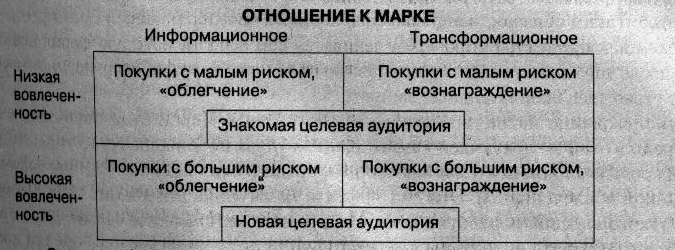 ОТНОШЕНИЕ К МАРКЕ
Информационное Трансформационное
Низкая
вовлечен-
ность
Покупки с малым риском,
«облегчение»
Покупки с малым риском
«вознаграждение»
Знакомая целевая аудитория
Высокая
вовлечен-
ность
Покупки с большим риском
«облегчение»
Покупки с большим риском,
«вознаграждение»
Новая целевая аудитория